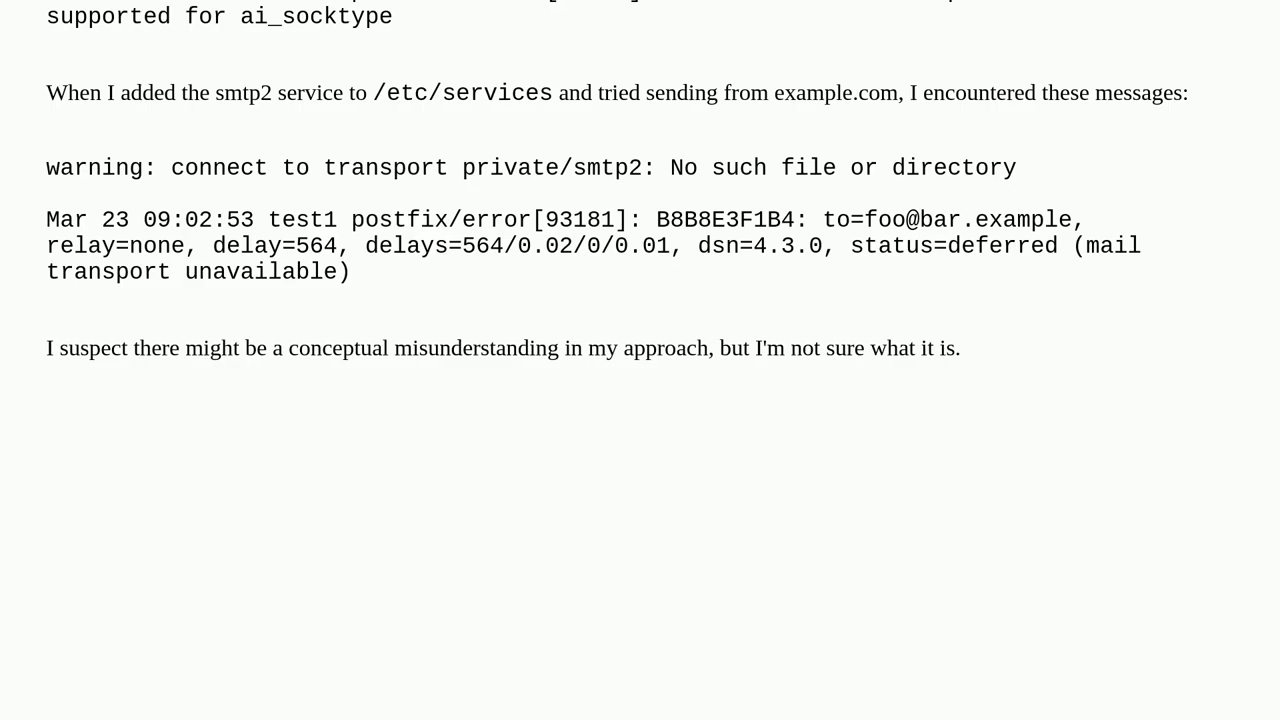 supported for ai_socktype
When I added the smtp2 service to /etc/services and tried sending from example.com, I encountered these messages:
warning: connect to transport private/smtp2: No such file or directory
Mar 23 09:02:53 test1 postfix/error[93181]: B8B8E3F1B4: to=foo@bar.example,
relay=none, delay=564, delays=564/0.02/0/0.01, dsn=4.3.0, status=deferred (mail
transport unavailable)
I suspect there might be a conceptual misunderstanding in my approach, but I'm not sure what it is.